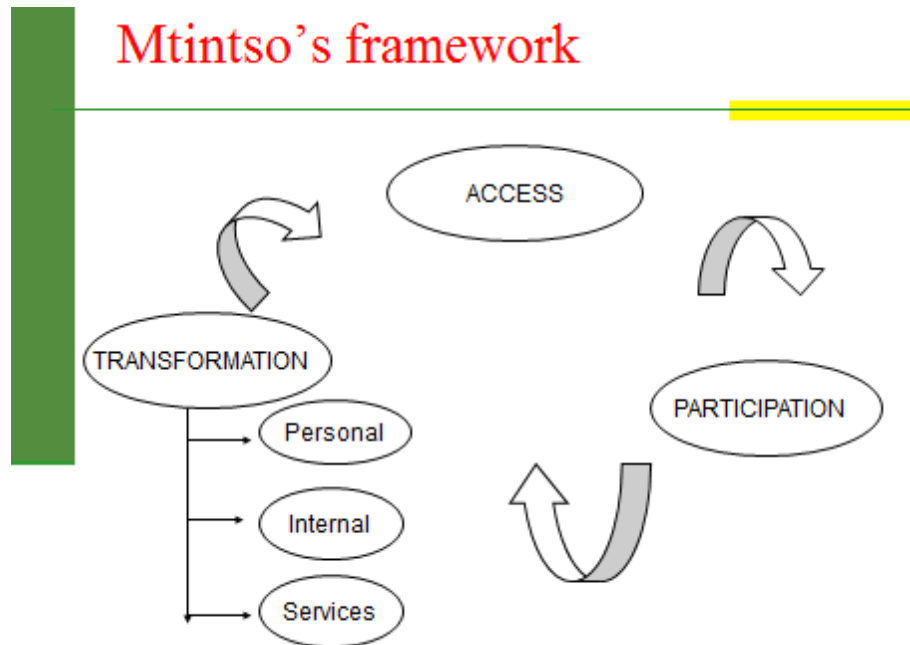 Mtintso’s framework
ACCESS
TRANSFORMATION
PARTICIPATION
Personal
Internal
Services